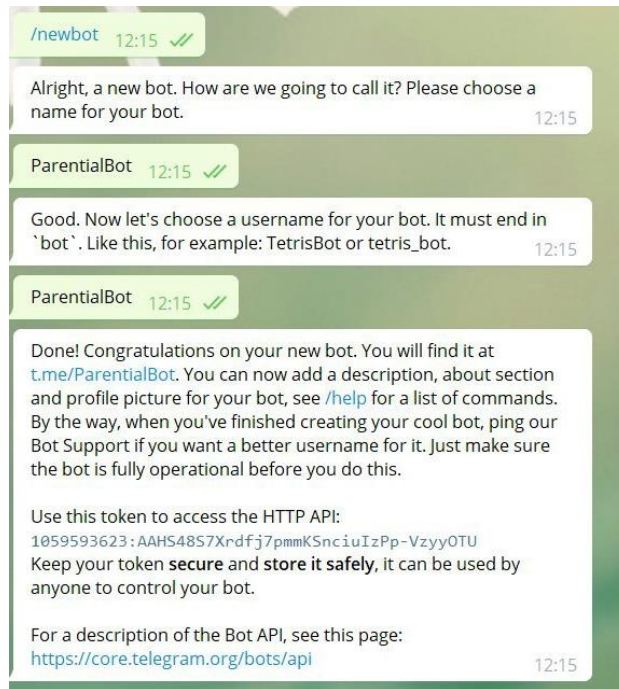 /newbot 12:15
Alright, a new bot. How are we going to call it? Please choose a
name for your bot.
12:15
ParentialBot 12:15
Good. Now let's choose a username for your bot. It must end in
`bot`. Like this, for example: TetrisBot or tetris_bot.
12:15
ParentialBot 12:15
Done! Congratulations on your new bot. You will find it at
t.me/ParentialBot. You can now add a description, about section
and profile picture for your bot, see /help for a list of commands.
By the way, when you've finished creating your cool bot, ping our
Bot Support if you want a better username for it. Just make sure
the bot is fully operational before you do this.
Use this token to access the HTTP API:
1059593623:AAHS48S7Xrdfj7pmmKSnciuIzPp-VzyyOTU
Keep your token secure and store it safely, it can be used by
anyone to control your bot.
For a description of the Bot API, see this page:
https://core.telegram.org/bots/api
12:15